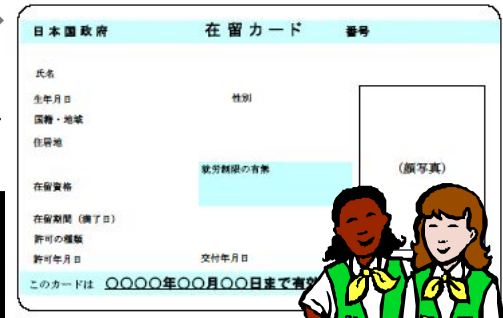 日本国政府 在留カード 番号
氏名
生年月日 性別
国籍・地域
住居地
就労制限の有無
(顔写真)
在留資格
在留期間（満了日）
許可の種類
許可年月日 交付年月日
このカードは 〇〇〇〇年〇〇月〇〇日まで有効